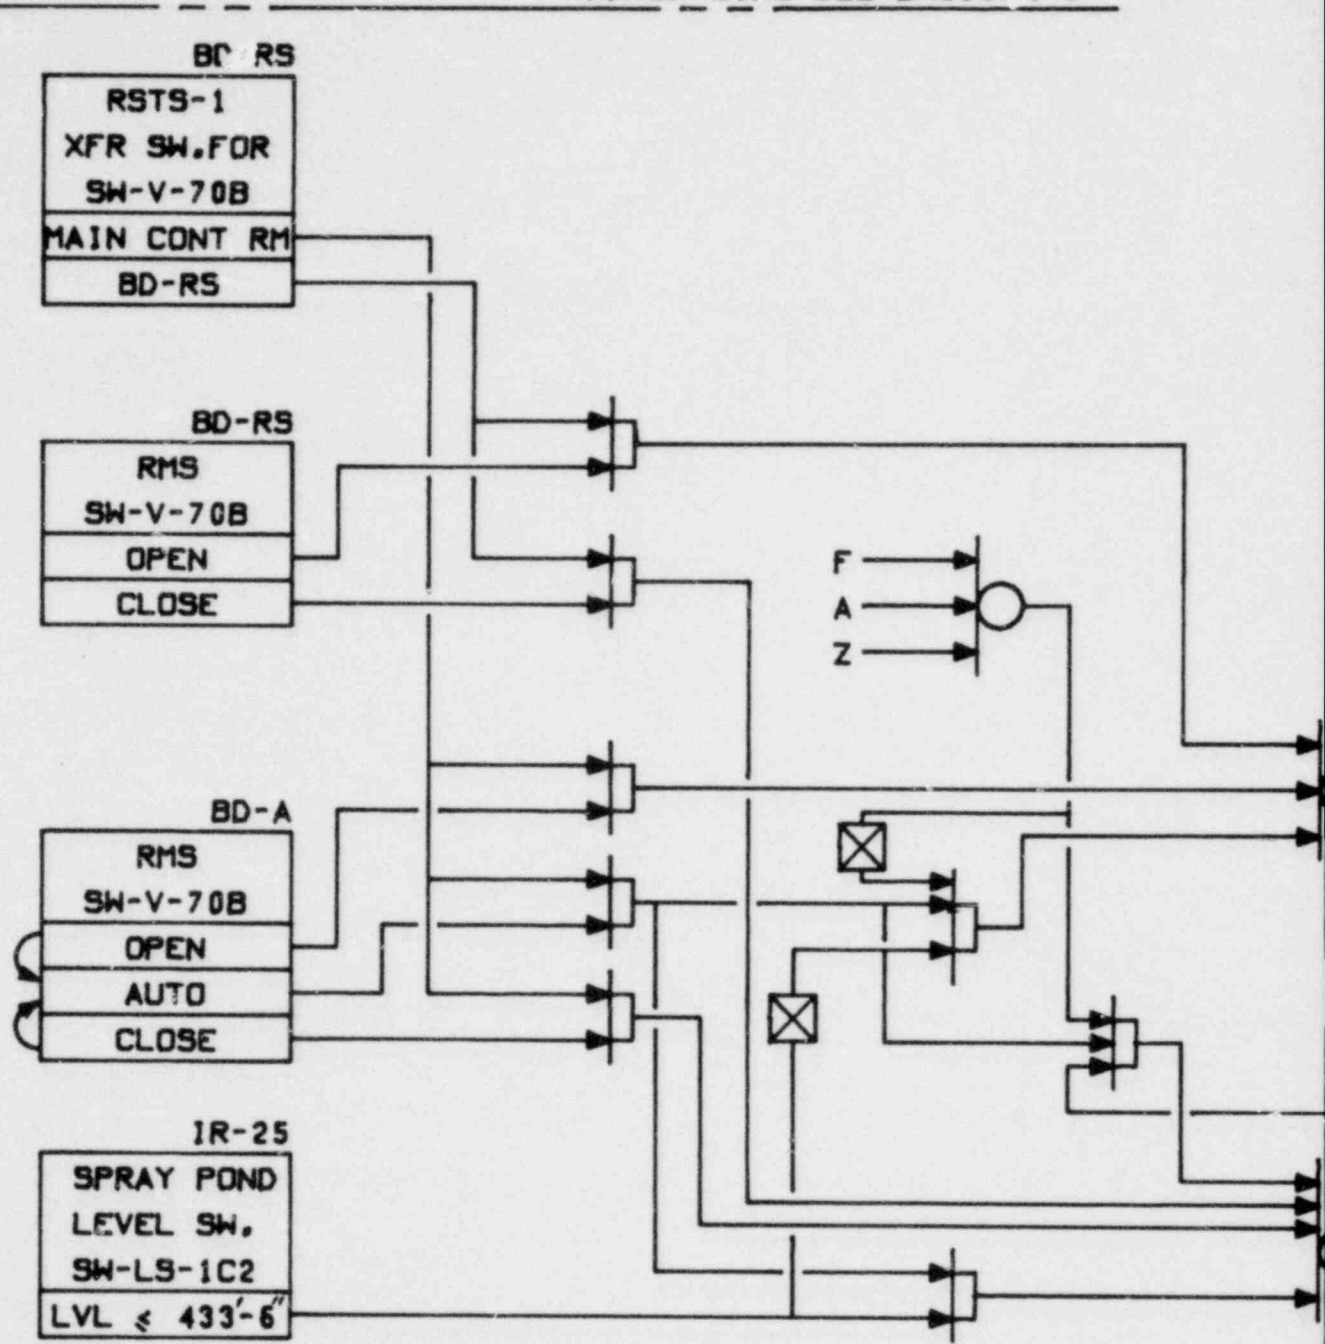 BD-RS
RSTS-1
XFR SW.FOR
SW-V-70B
MAIN CONT RM
BD-RS
BD-RS
RMS
SW-V-70B
OPEN
CLOSE
F
A
Z
BD-A
RMS
SW-V-70B
OPEN
AUTO
CLOSE
IR-25
SPRAY POND
LEVEL SW.
SW-LS-1C2
LVL ≤ 433'-6"